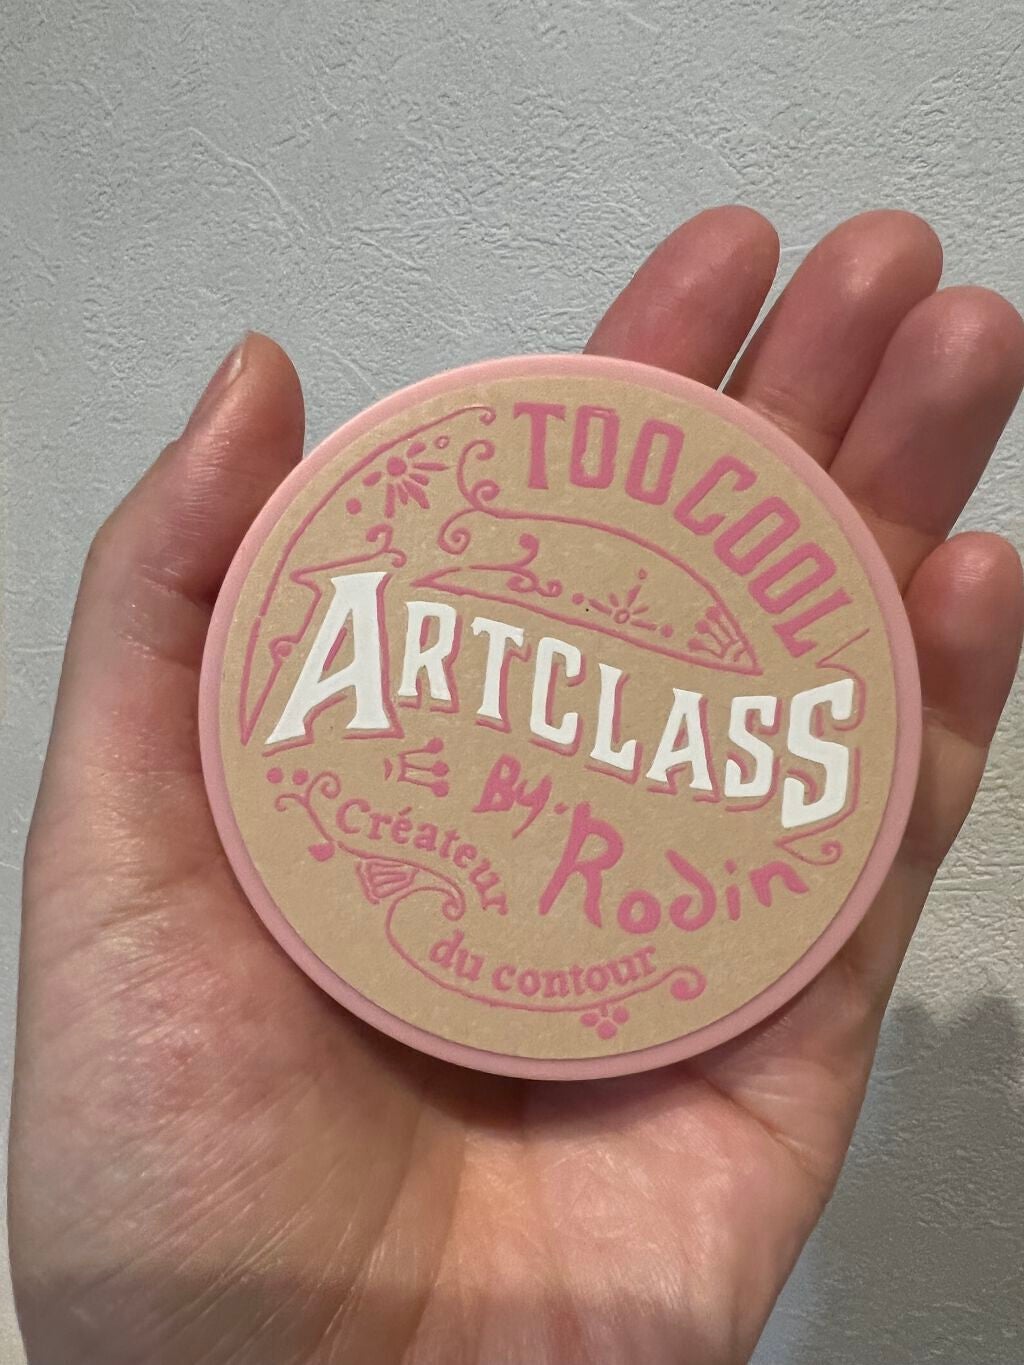 TOO COOL
ARTCLASS
By. Rodin
Créateur
du contour